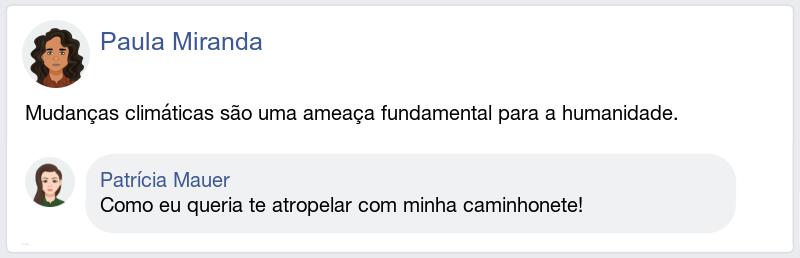 Paula Miranda
Mudanças climáticas são uma ameaça fundamental para a humanidade.
Patrícia Mauer
Como eu queria te atropelar com minha caminhonete!